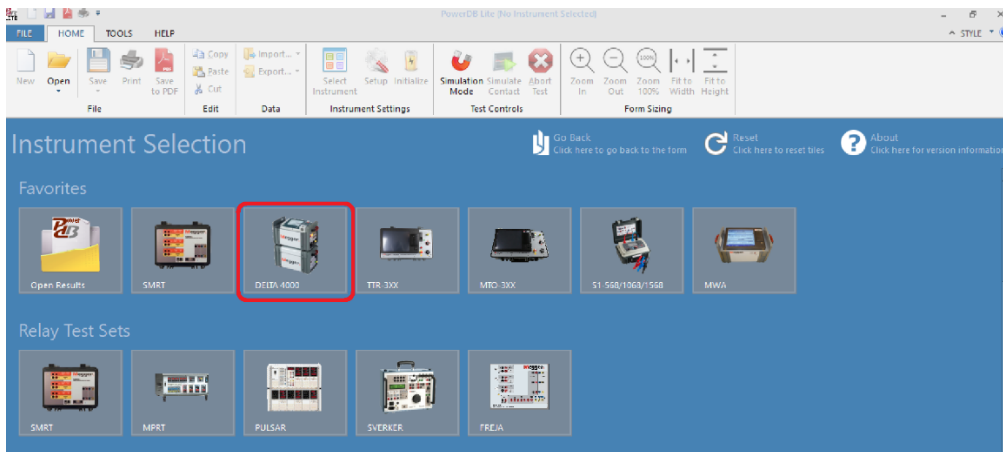 PowerDB Lite (No Instrument Selected)
FILE HOME TOOLS HELP
STYLE
New Open Save Print Save to PDF
Copy
Paste
Cut
Import...
Export...
Select Instrument Setup Initialize
Simulation Mode Simulate Contact Abort Test
Zoom In Zoom Out Zoom 100% Fit to Width Fit to Height
100%
File Edit Data Instrument Settings Test Controls Form Sizing
Instrument Selection
Go Back
Click here to go back to the form
Reset
Click here to reset tiles
About
Click here for version information
Favorites
Open Results SMRT DELTA 4000 TTR-3XX MTO-3XX S1-568/1068/1568 MWA
Relay Test Sets
SMRT MPRT PULSAR SVERKER FREJA